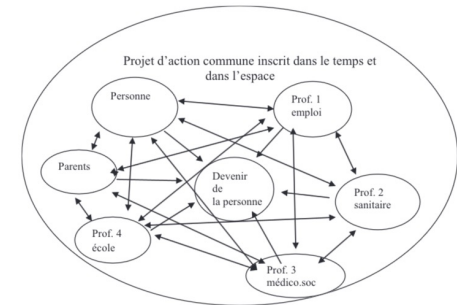 Projet d'action commune inscrit dans le temps et
dans l'espace
Personne
Prof. 1
emploi
Parents
Devenir
de
la personne
Prof. 2
sanitaire
Prof. 4
école
Prof. 3
médico.soc